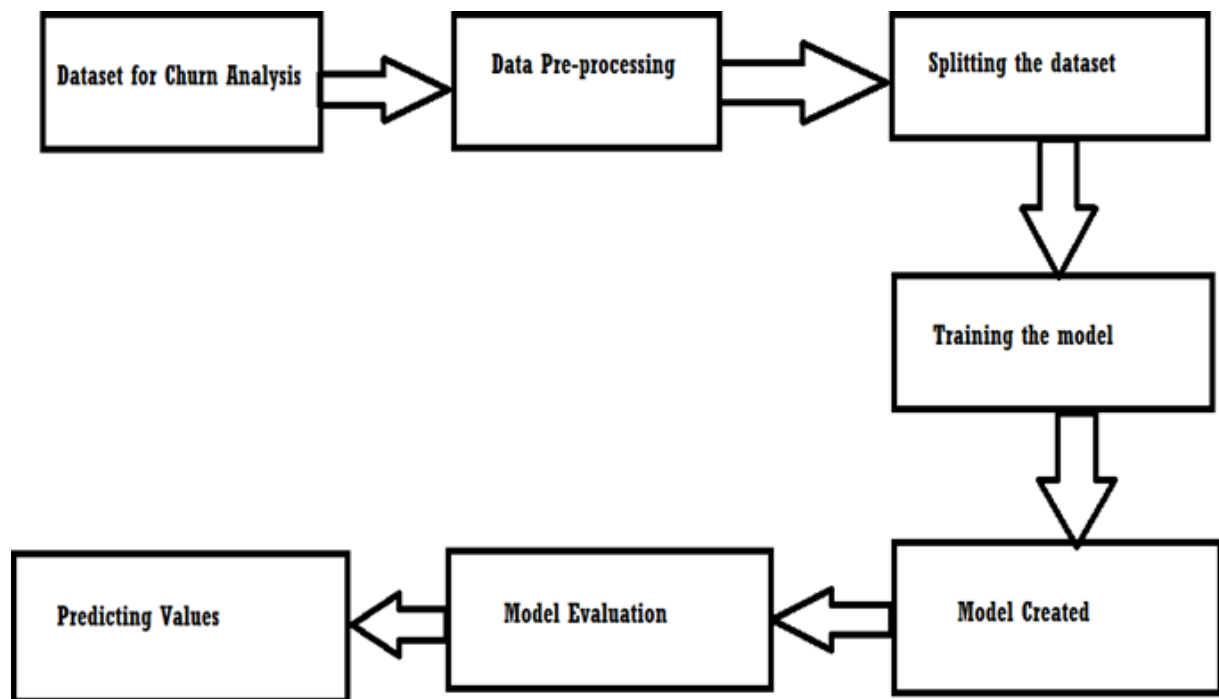 Dataset for Churn Analysis
Data Pre-processing
Splitting the dataset
Training the model
Model Created
Model Evaluation
Predicting Values